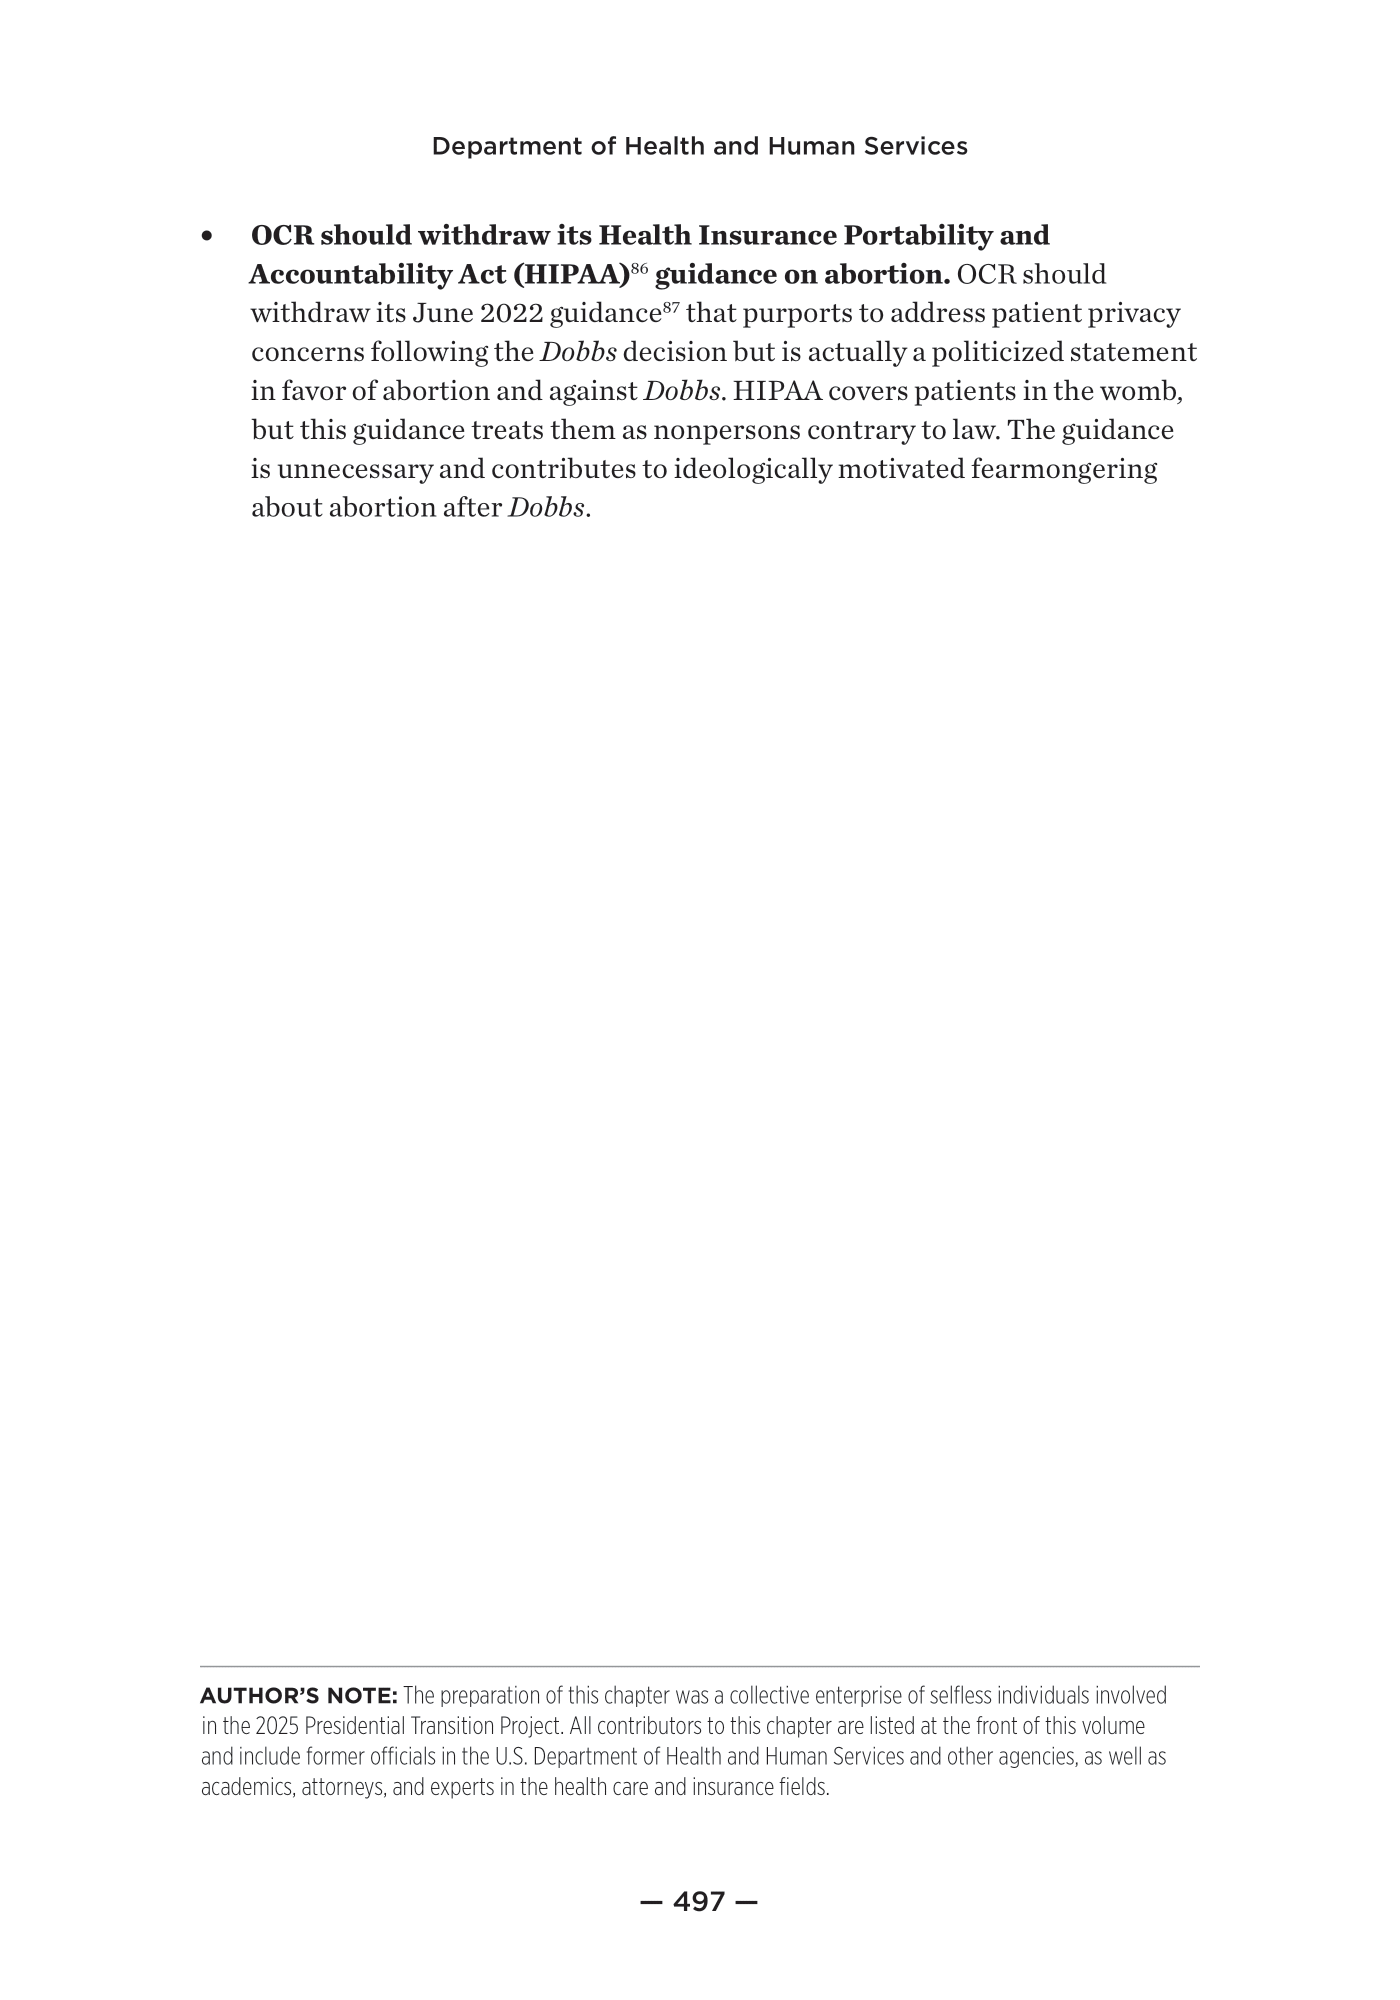 Department of Health and Human Services
• OCR should withdraw its Health Insurance Portability and
Accountability Act (HIPAA)86 guidance on abortion. OCR should
withdraw its June 2022 guidance87 that purports to address patient privacy
concerns following the Dobbs decision but is actually a politicized statement
in favor of abortion and against Dobbs. HIPAA covers patients in the womb,
but this guidance treats them as nonpersons contrary to law. The guidance
is unnecessary and contributes to ideologically motivated fearmongering
about abortion after Dobbs.
AUTHOR’S NOTE: The preparation of this chapter was a collective enterprise of selfless individuals involved
in the 2025 Presidential Transition Project. All contributors to this chapter are listed at the front of this volume
and include former officials in the U.S. Department of Health and Human Services and other agencies, as well as
academics, attorneys, and experts in the health care and insurance fields.
— 497 —